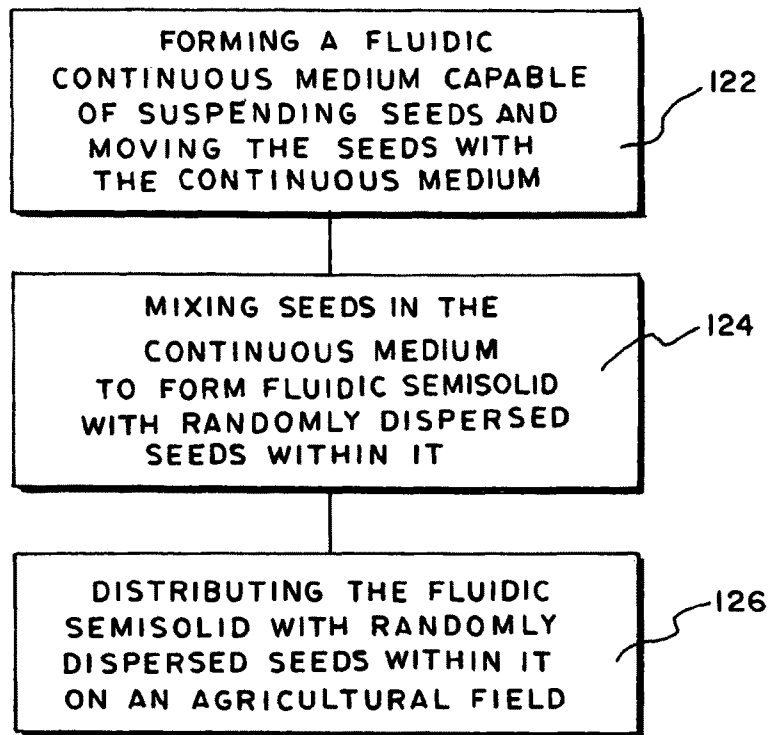 FORMING A FLUIDIC
CONTINUOUS MEDIUM CAPABLE
OF SUSPENDING SEEDS AND
MOVING THE SEEDS WITH
THE CONTINUOUS MEDIUM
122
MIXING SEEDS IN THE
CONTINUOUS MEDIUM
TO FORM FLUIDIC SEMISOLID
WITH RANDOMLY DISPERSED
SEEDS WITHIN IT
124
DISTRIBUTING THE FLUIDIC
SEMISOLID WITH RANDOMLY
DISPERSED SEEDS WITHIN IT
ON AN AGRICULTURAL FIELD
126